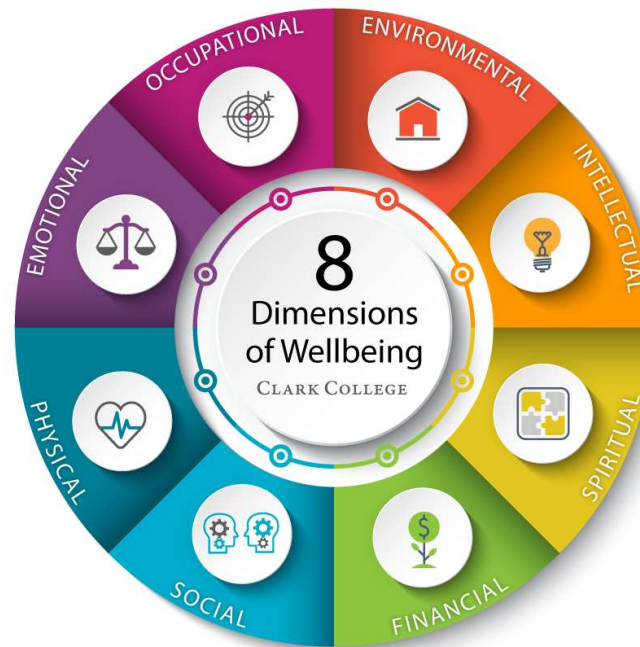 8
Dimensions
of Wellbeing
CLARK COLLEGE
OCCUPATIONAL
ENVIRONMENTAL
INTELLECTUAL
SPIRITUAL
FINANCIAL
SOCIAL
PHYSICAL
EMOTIONAL
$